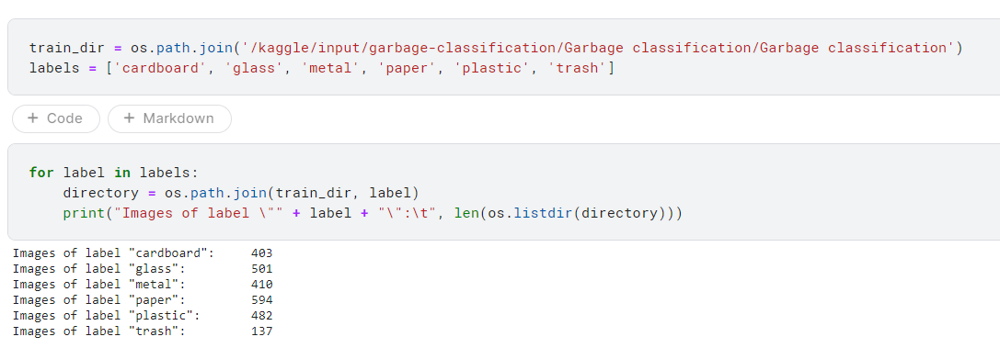 train_dir = os.path.join('/kaggle/input/garbage-classification/Garbage classification/Garbage classification')
labels = ['cardboard', 'glass', 'metal', 'paper', 'plastic', 'trash']
+ Code + Markdown
for label in labels:
    directory = os.path.join(train_dir, label)
    print("Images of label \"" + label + "\":\t", len(os.listdir(directory)))
Images of label "cardboard":     403
Images of label "glass":         501
Images of label "metal":         410
Images of label "paper":         594
Images of label "plastic":       482
Images of label "trash":         137